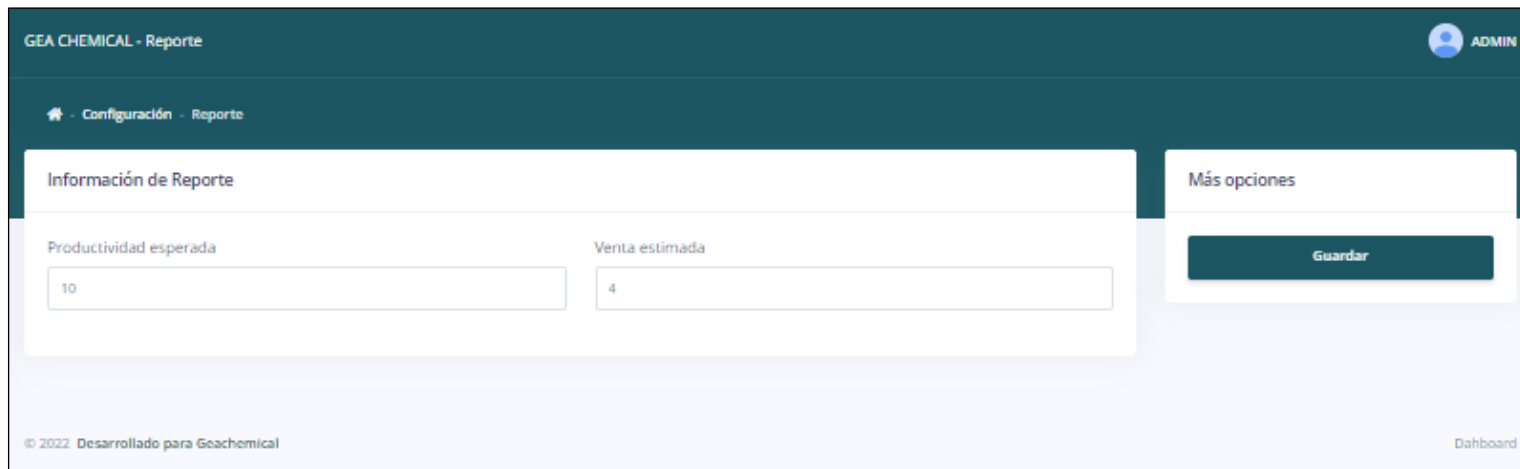 GEA CHEMICAL - Reporte
ADMIN
- Configuración - Reporte
Información de Reporte
Más opciones
Productividad esperada
Venta estimada
Guardar
10
4
© 2022 Desarrollado para Geachemical
Dahboard